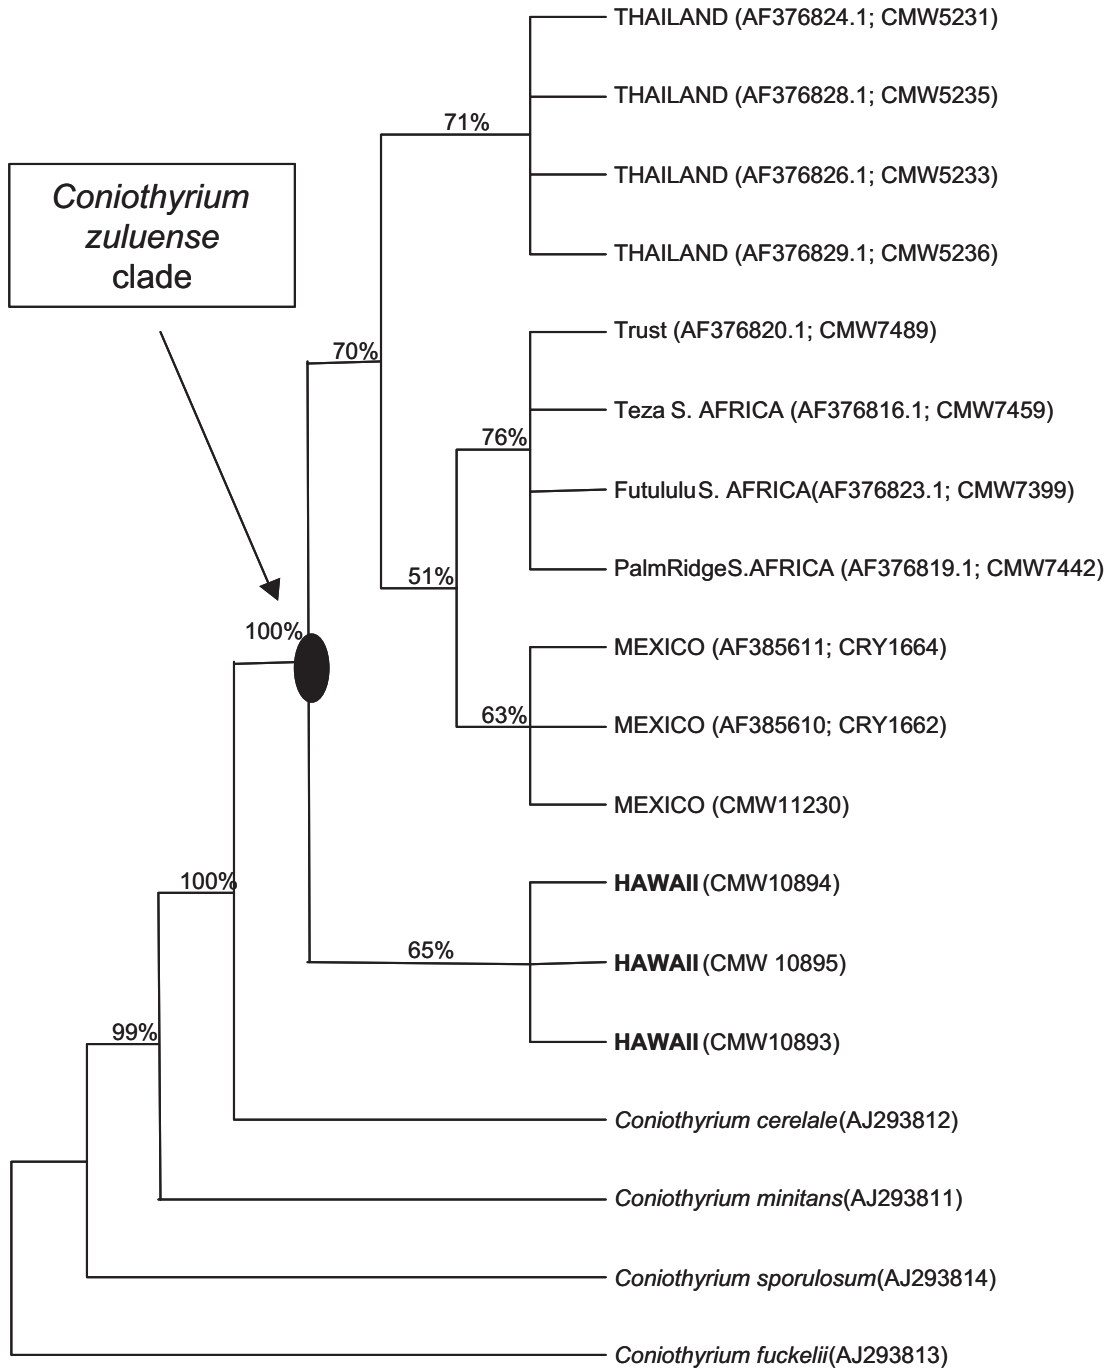 THAILAND (AF376824.1; CMW5231)
THAILAND (AF376828.1; CMW5235)
71%
Coniothyrium
zuluense
clade
THAILAND (AF376826.1; CMW5233)
THAILAND (AF376829.1; CMW5236)
Trust (AF376820.1; CMW7489)
70%
Teza S. AFRICA (AF376816.1; CMW7459)
76%
Futululu S. AFRICA(AF376823.1; CMW7399)
PalmRidgeS.AFRICA (AF376819.1; CMW7442)
51%
100%
MEXICO (AF385611; CRY1664)
63%
MEXICO (AF385610; CRY1662)
MEXICO (CMW11230)
100%
HAWAII (CMW10894)
65%
HAWAII (CMW 10895)
99%
HAWAII (CMW10893)
Coniothyrium cerelale(AJ293812)
Coniothyrium minitans(AJ293811)
Coniothyrium sporulosum(AJ293814)
Coniothyrium fuckelii(AJ293813)